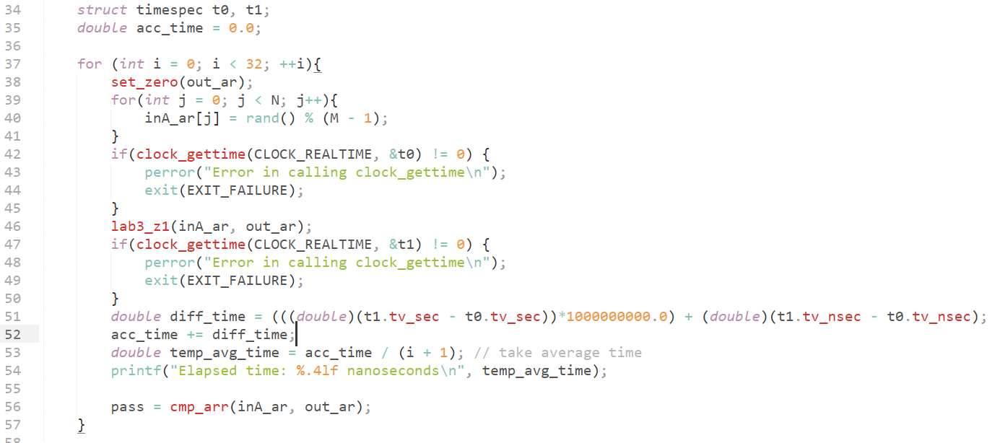 34 struct timespec t0, t1;
35 double acc_time = 0.0;
36
37 for (int i = 0; i < 32; ++i){
38 set_zero(out_ar);
39 for(int j = 0; j < N; j++){
40 inA_ar[j] = rand() % (M - 1);
41 }
42 if(clock_gettime(CLOCK_REALTIME, &t0) != 0) {
43 perror("Error in calling clock_gettime\n");
44 exit(EXIT_FAILURE);
45 }
46 lab3_z1(inA_ar, out_ar);
47 if(clock_gettime(CLOCK_REALTIME, &t1) != 0) {
48 perror("Error in calling clock_gettime\n");
49 exit(EXIT_FAILURE);
50 }
51 double diff_time = (((double)(t1.tv_sec - t0.tv_sec))*1000000000.0) + (double)(t1.tv_nsec - t0.tv_nsec);
52 acc_time += diff_time;
53 double temp_avg_time = acc_time / (i + 1); // take average time
54 printf("Elapsed time: %.4lf nanoseconds\n", temp_avg_time);
55
56 pass = cmp_arr(inA_ar, out_ar);
57 }
58